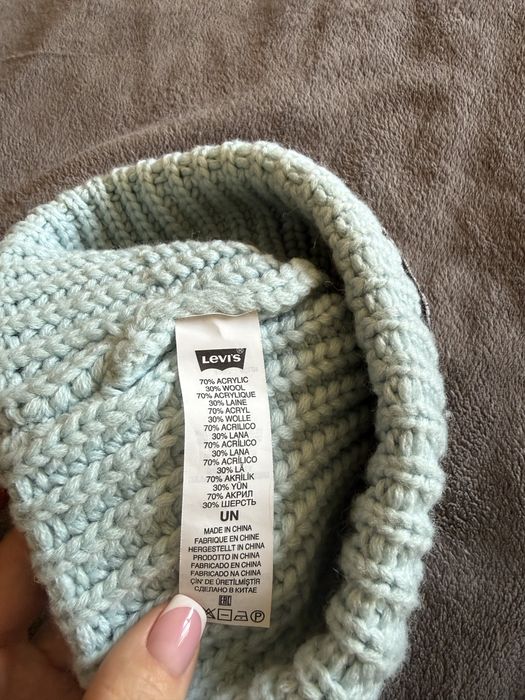 LEVI'S
70% ACRYLIC
30% WOOL
70% ACRYLIQUE
30% LAINE
70% ACRYL
30% WOLLE
70% ACRILICO
30% LANA
70% ACRÍLICO
30% LANA
70% ACRÍLICO
30% LÃ
70% AKRİLİK
30% YÜN
70% АКРИЛ
30% ШЕРСТЬ
UN
MADE IN CHINA
FABRIQUE EN CHINE
HERGESTELLT IN CHINA
PRODOTTO IN CHINA
FABRICADO EN CHINA
FABRICADO NA CHINA
ÇİN' DE ÜRETİLMİŞTİR
СДЕЛАНО В КИТАЕ
EAC
P